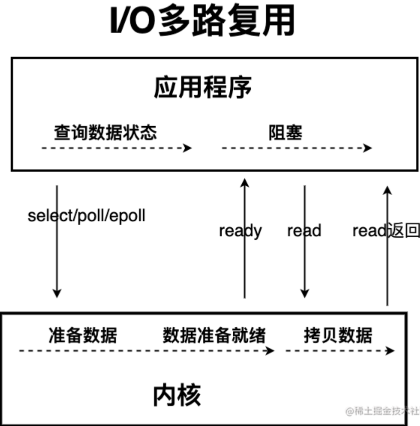 I/O多路复用
应用程序
查询数据状态
阻塞
select/poll/epoll
ready
read
read返回
准备数据
数据准备就绪
拷贝数据
内核
@稀土掘金技术社